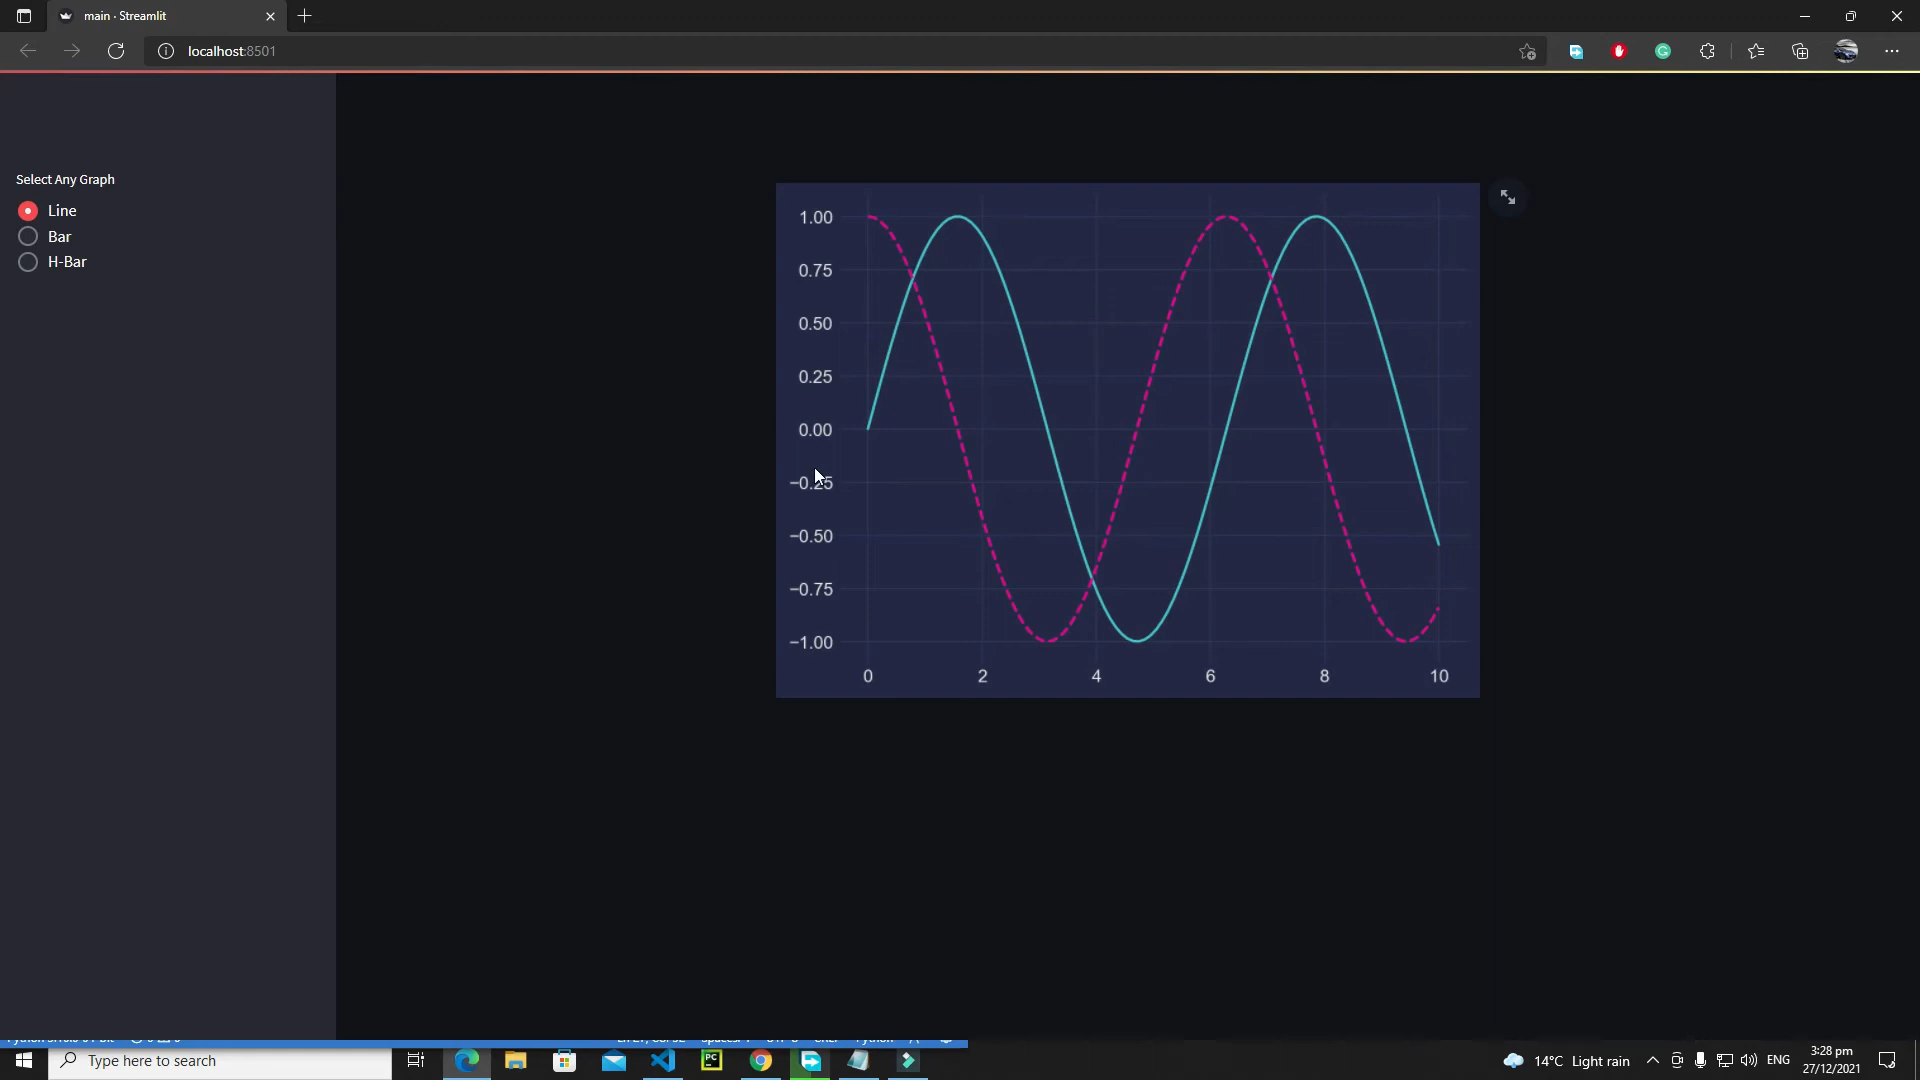 main · Streamlit
localhost:8501
Select Any Graph
Line
Bar
H-Bar
1.00
0.75
0.50
0.25
0.00
−0.25
−0.50
−0.75
−1.00
0 2 4 6 8 10
Type here to search
PC
14°C Light rain
ENG
3:28 pm
27/12/2021